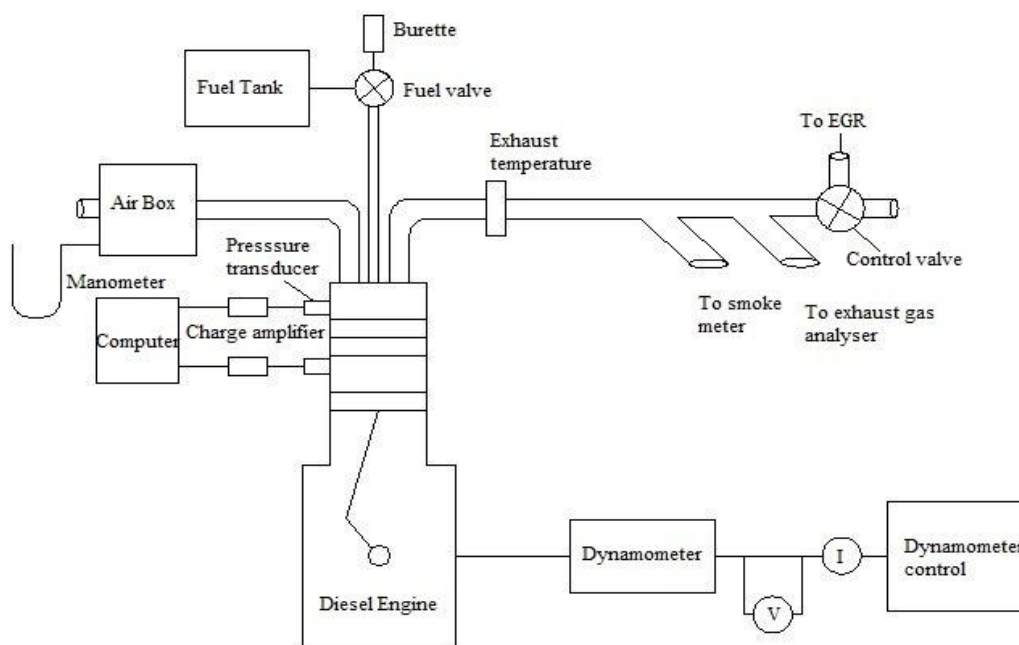 Burette
Fuel Tank
Fuel valve
To EGR
Exhaust
temperature
Air Box
Presssure
transducer
Control valve
Manometer
To smoke
meter
To exhaust gas
analyser
Charge amplifier
Computer
Dynamometer
I
Dynamometer
control
V
Diesel Engine